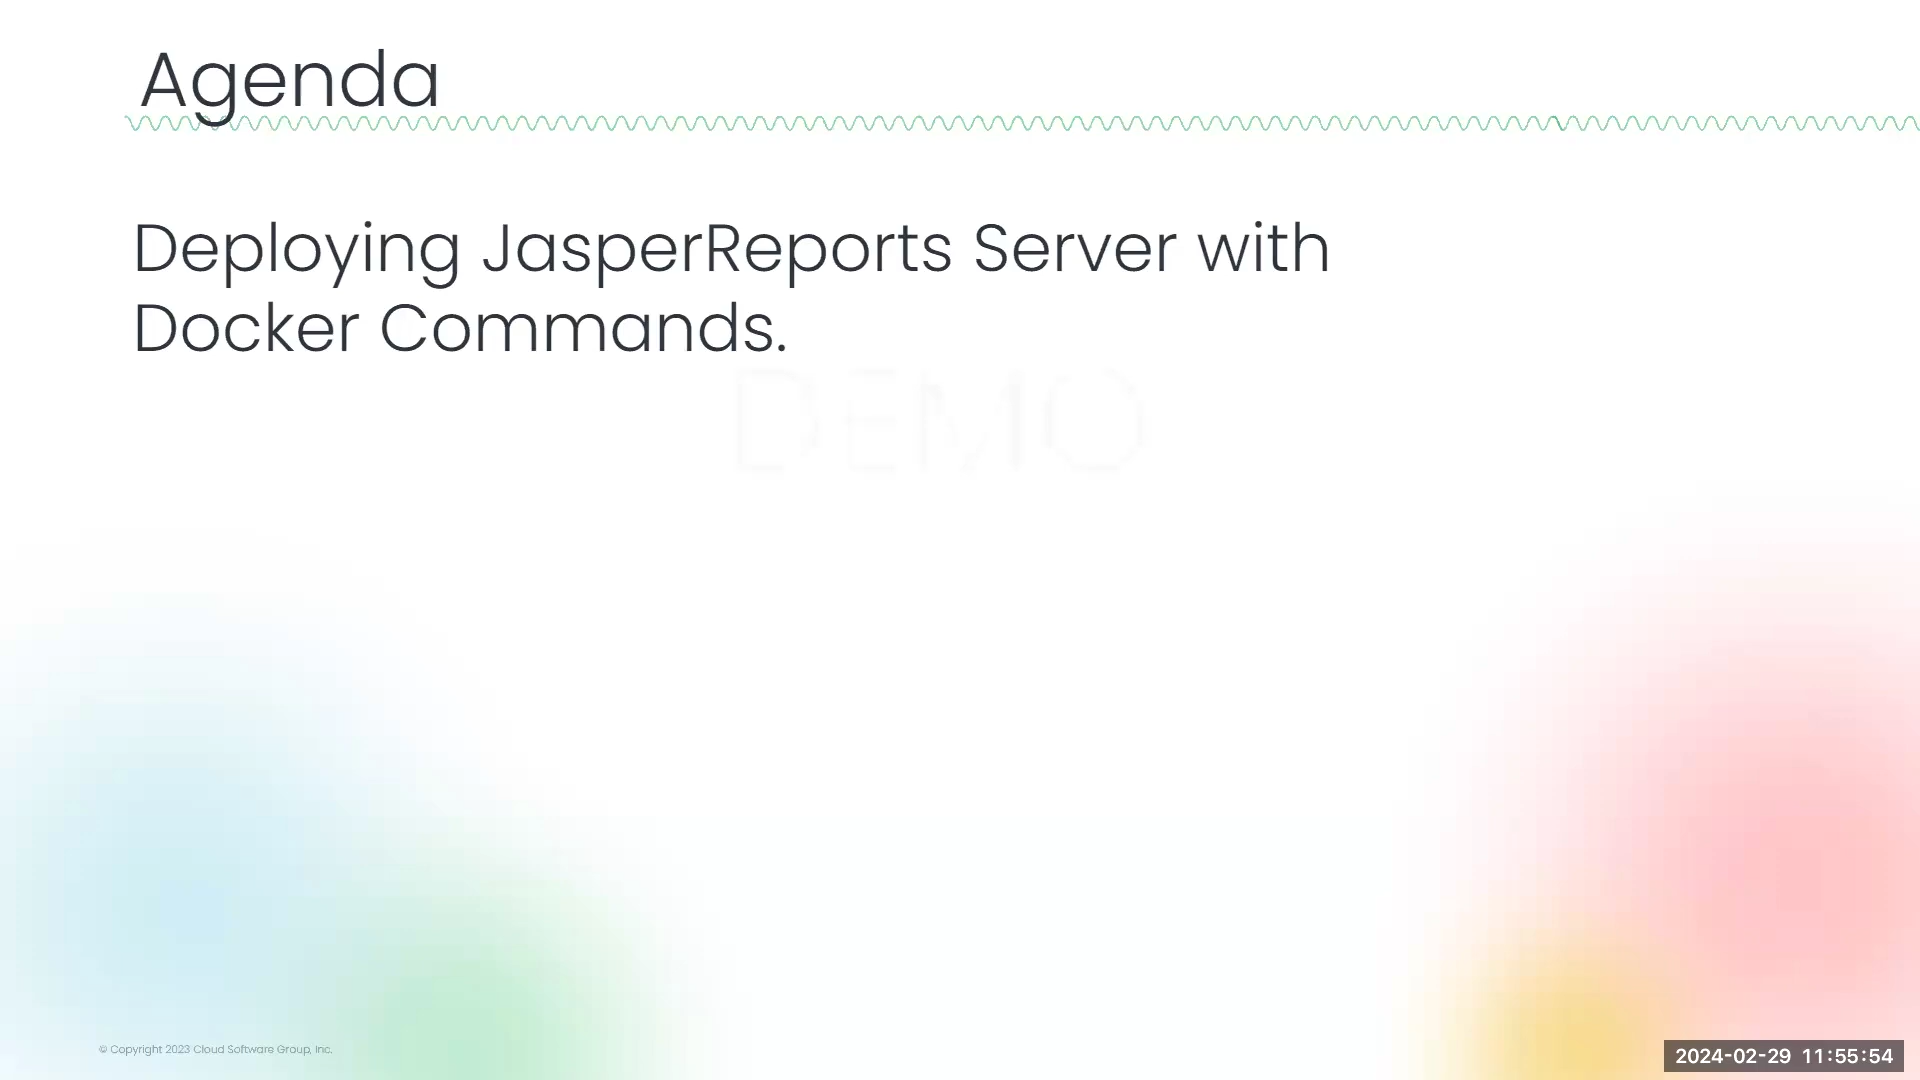 Agenda
Deploying JasperReports Server with
Docker Commands.
DEMO
© Copyright 2023 Cloud Software Group, Inc.
2024-02-29 11:55:54